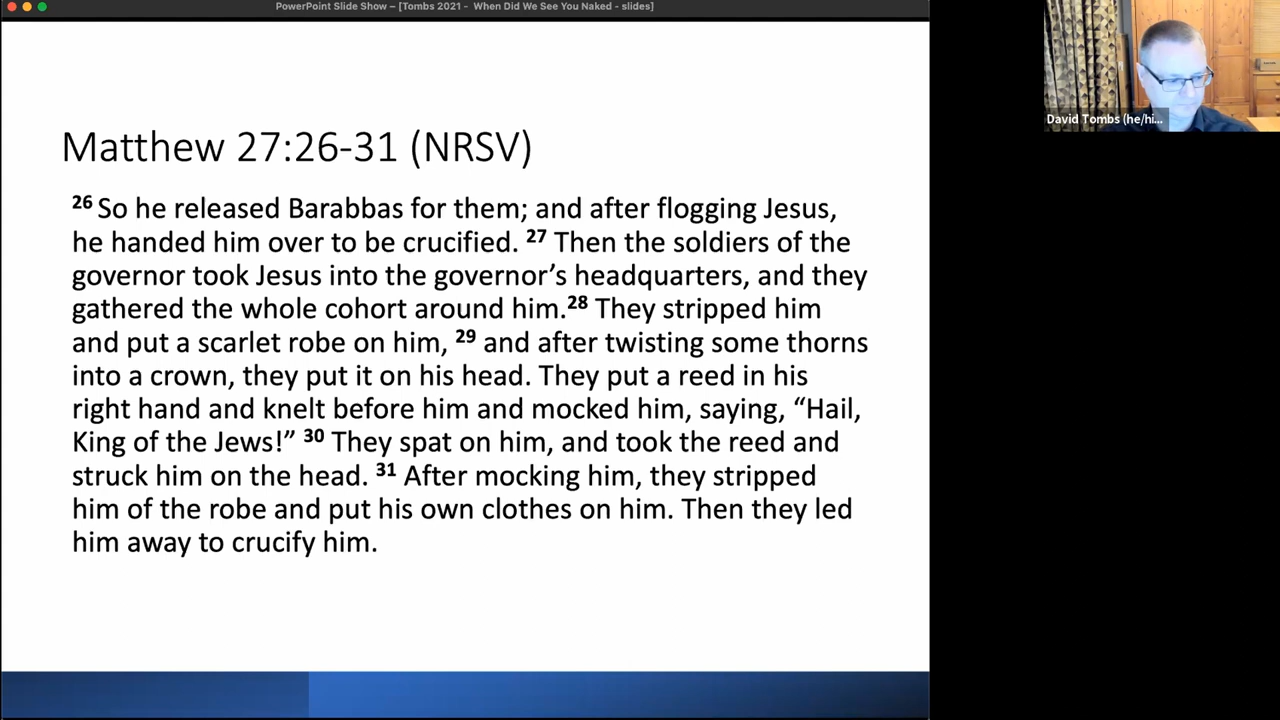 PowerPoint Slide Show – [Tombs 2021 - When Did We See You Naked - slides]
David Tombs (he/hi...
Matthew 27:26-31 (NRSV)
26 So he released Barabbas for them; and after flogging Jesus,
he handed him over to be crucified. 27 Then the soldiers of the
governor took Jesus into the governor’s headquarters, and they
gathered the whole cohort around him.28 They stripped him
and put a scarlet robe on him, 29 and after twisting some thorns
into a crown, they put it on his head. They put a reed in his
right hand and knelt before him and mocked him, saying, “Hail,
King of the Jews!” 30 They spat on him, and took the reed and
struck him on the head. 31 After mocking him, they stripped
him of the robe and put his own clothes on him. Then they led
him away to crucify him.